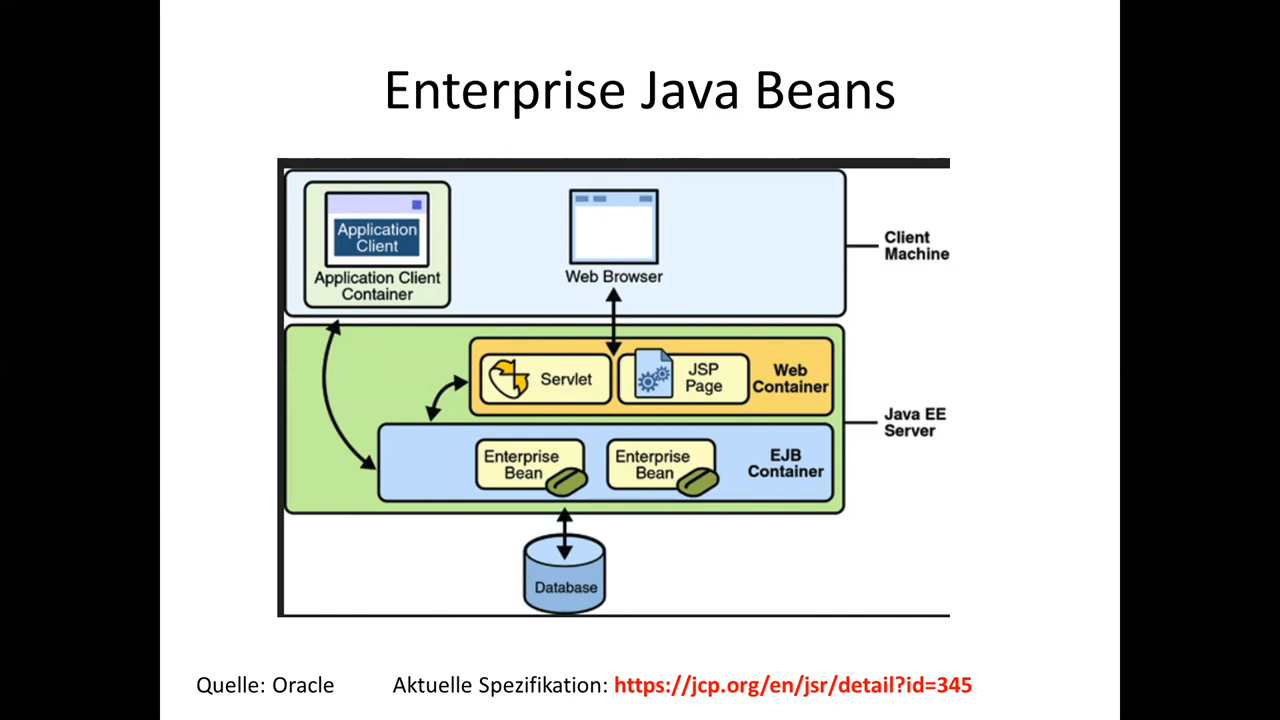 Enterprise Java Beans
Application
Client
Application Client
Container
Web Browser
Client
Machine
Servlet
JSP
Page
Web
Container
Java EE
Server
Enterprise
Bean
Enterprise
Bean
EJB
Container
Database
Quelle: Oracle
Aktuelle Spezifikation: https://jcp.org/en/jsr/detail?id=345